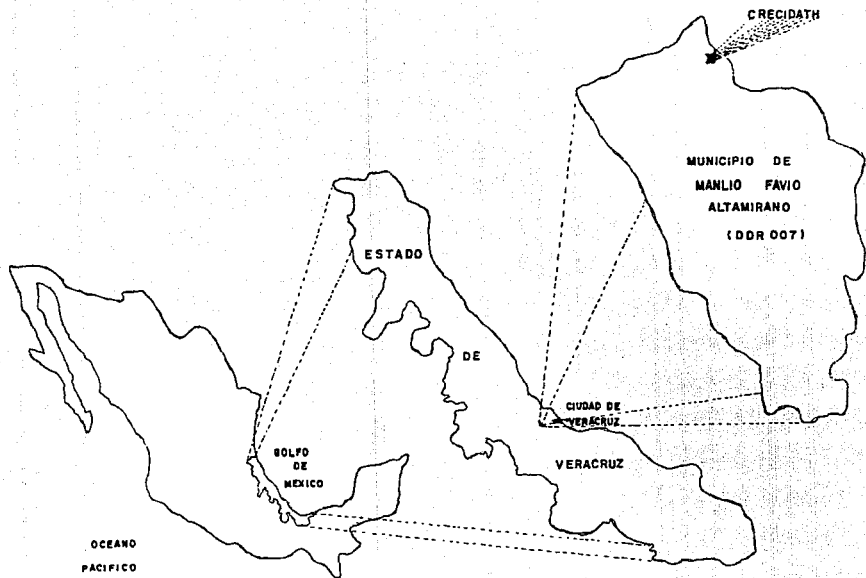 CRECIDATH
MUNICIPIO DE
MANLIO FAVIO
ALTAMIRANO
(DDR 007)
ESTADO
DE
VERACRUZ
CIUDAD DE
VERACRUZ
GOLFO
DE
MEXICO
OCEANO
PACIFICO